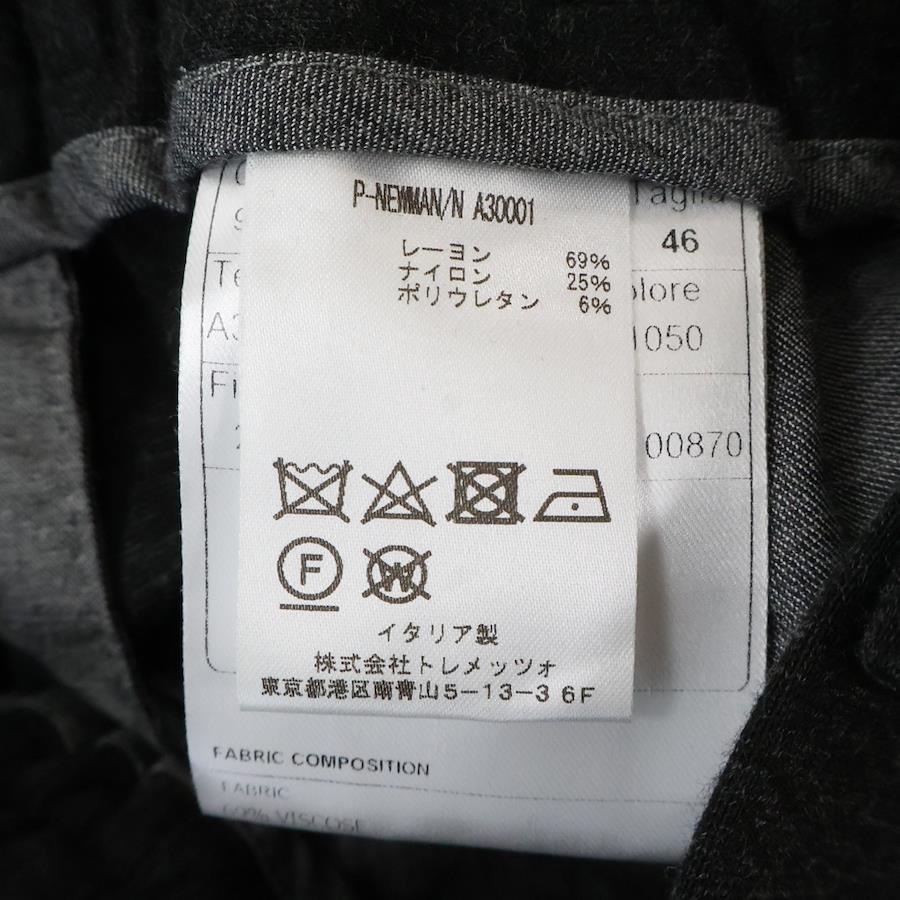 P-NEWMAN/N A30001
レーヨン 69%
ナイロン 25%
ポリウレタン 6%
F
W
イタリア製
株式会社トレメッツォ
東京都港区南青山5-13-3 6F
Taglia
46
olore
1050
00870
FABRIC COMPOSITION
FABRIC
69% VISCOSE